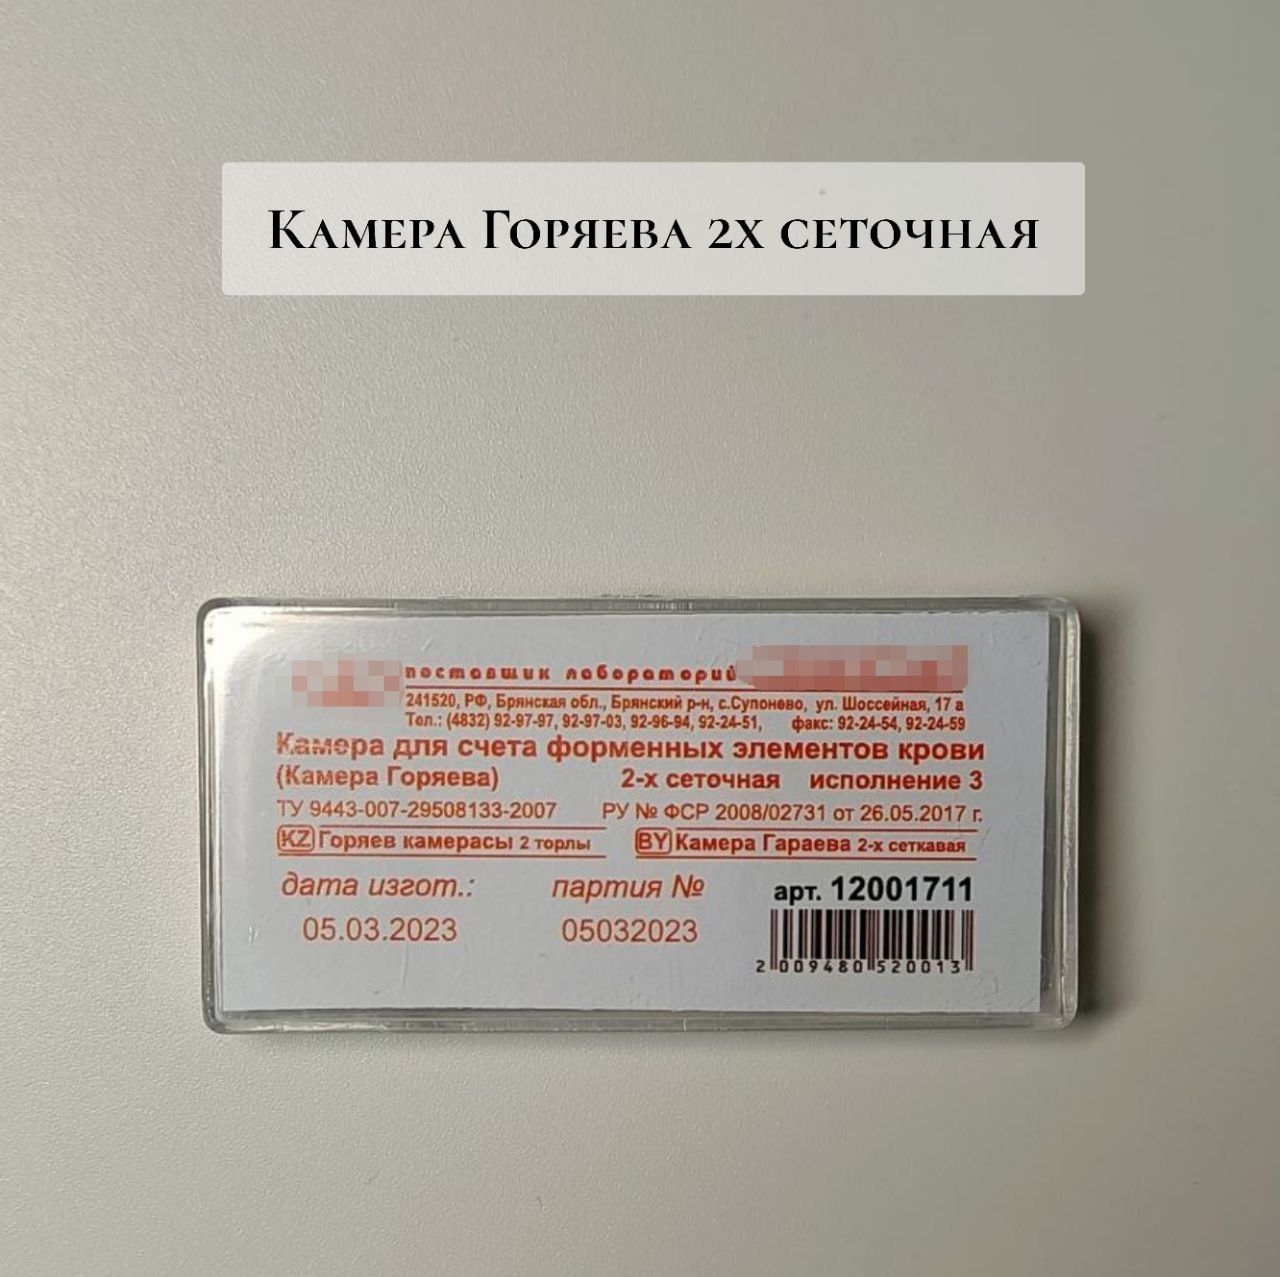 Камера Горяева 2х сеточная
поставщик лабораторий
241520, РФ, Брянская обл., Брянский р-н, с.Супонево, ул. Шоссейная, 17 а
Тел.: (4832) 92-97-97, 92-97-03, 92-96-94, 92-24-51, факс: 92-24-54, 92-24-59
Камера для счета форменных элементов крови
(Камера Горяева) 2-х сеточная исполнение 3
ТУ 9443-007-29508133-2007 РУ № ФСР 2008/02731 от 26.05.2017 г.
KZ Горяев камерасы 2 торлы BY Камера Гараева 2-х сеткавая
дата изгот.: партия № арт. 12001711
05.03.2023 05032023
2 009480 520013